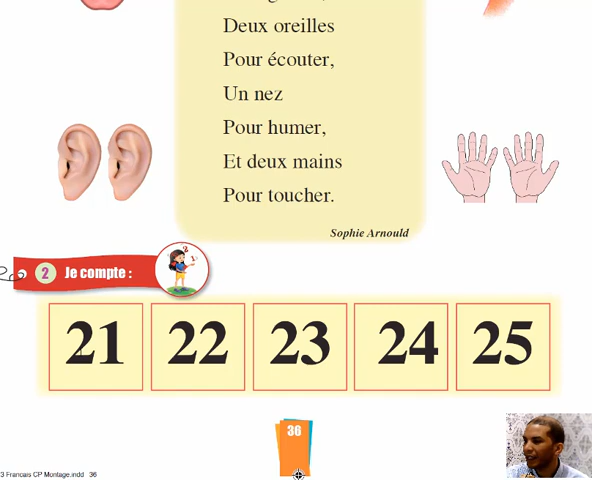 Deux oreilles
Pour écouter,
Un nez
Pour humer,
Et deux mains
Pour toucher.
Sophie Arnould
2 Je compte :
21 22 23 24 25
36
3 Francais CP Montage.indd 36